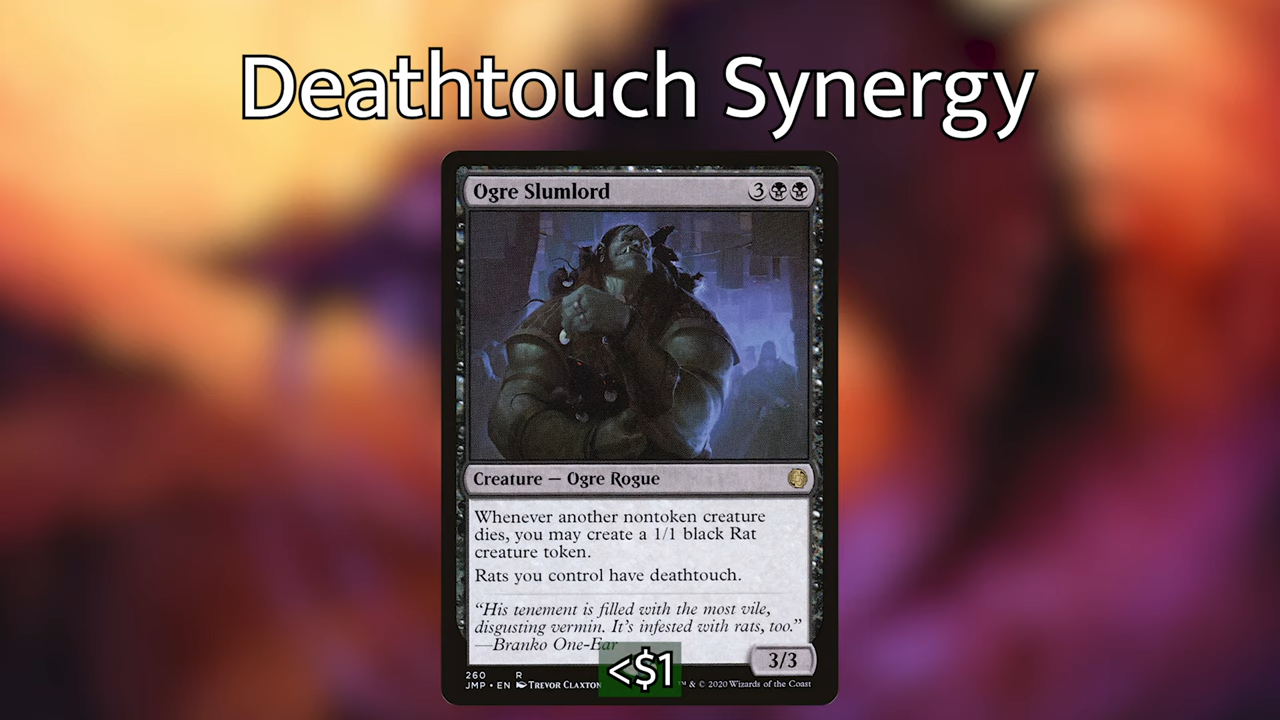 Deathtouch Synergy
Ogre Slumlord 3
Creature — Ogre Rogue
Whenever another nontoken creature
dies, you may create a 1/1 black Rat
creature token.
Rats you control have deathtouch.
“His tenement is filled with the most vile,
disgusting vermin. It’s infested with rats, too.”
—Branko One-Ear
<$1
3/3
260 R
JMP • EN TREVOR CLAXTON ™ & © 2020 Wizards of the Coast